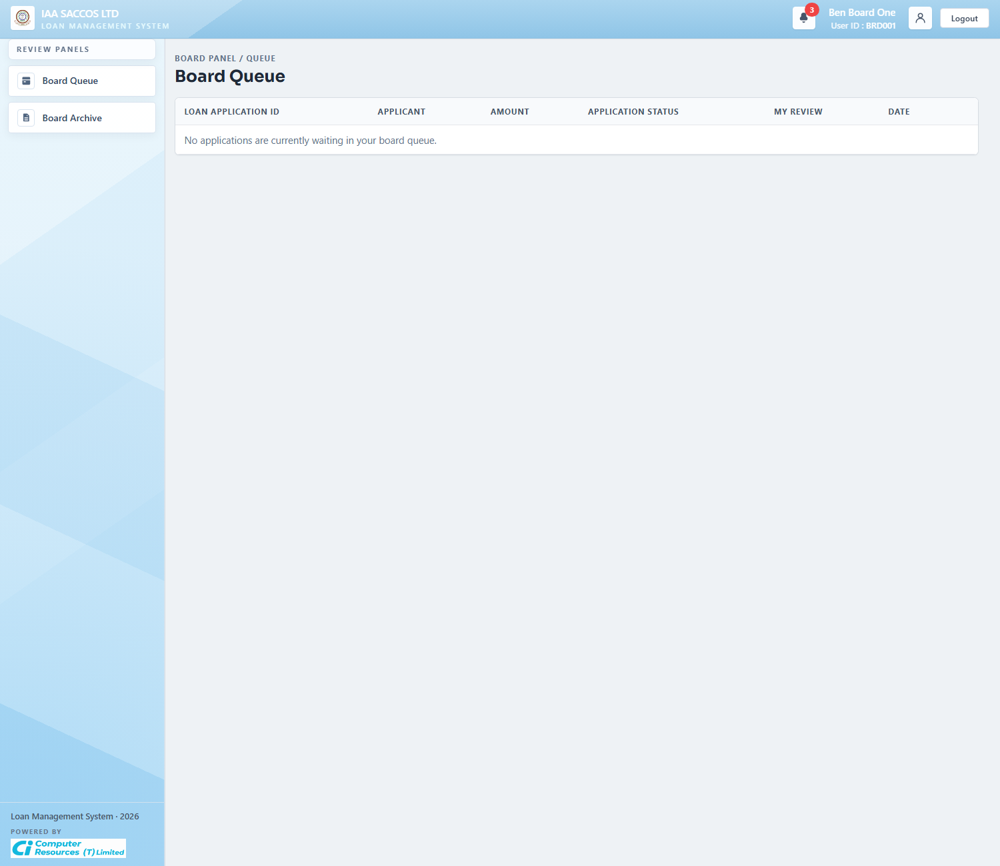 IAA SACCOS LTD
LOAN MANAGEMENT SYSTEM
3
Ben Board One
User ID : BRD001
Logout
REVIEW PANELS
Board Queue
Board Archive
BOARD PANEL / QUEUE
Board Queue
LOAN APPLICATION ID APPLICANT AMOUNT APPLICATION STATUS MY REVIEW DATE
No applications are currently waiting in your board queue.
Loan Management System · 2026
POWERED BY
Ci Computer
Resources (T) Limited